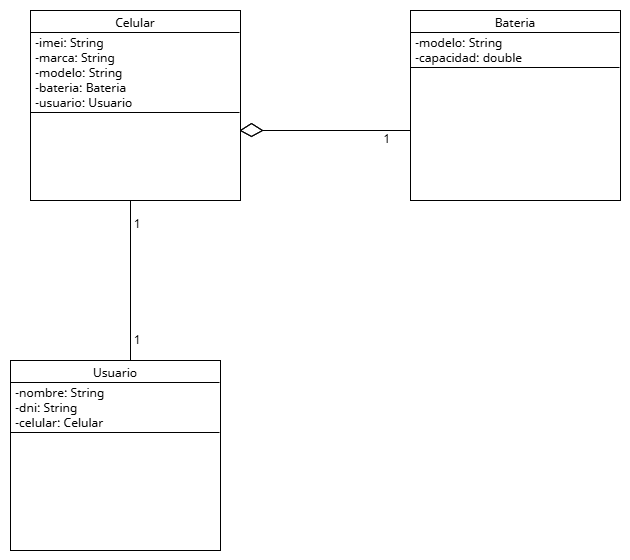 Celular
-imei: String
-marca: String
-modelo: String
-bateria: Bateria
-usuario: Usuario
Bateria
-modelo: String
-capacidad: double
1
1
1
Usuario
-nombre: String
-dni: String
-celular: Celular